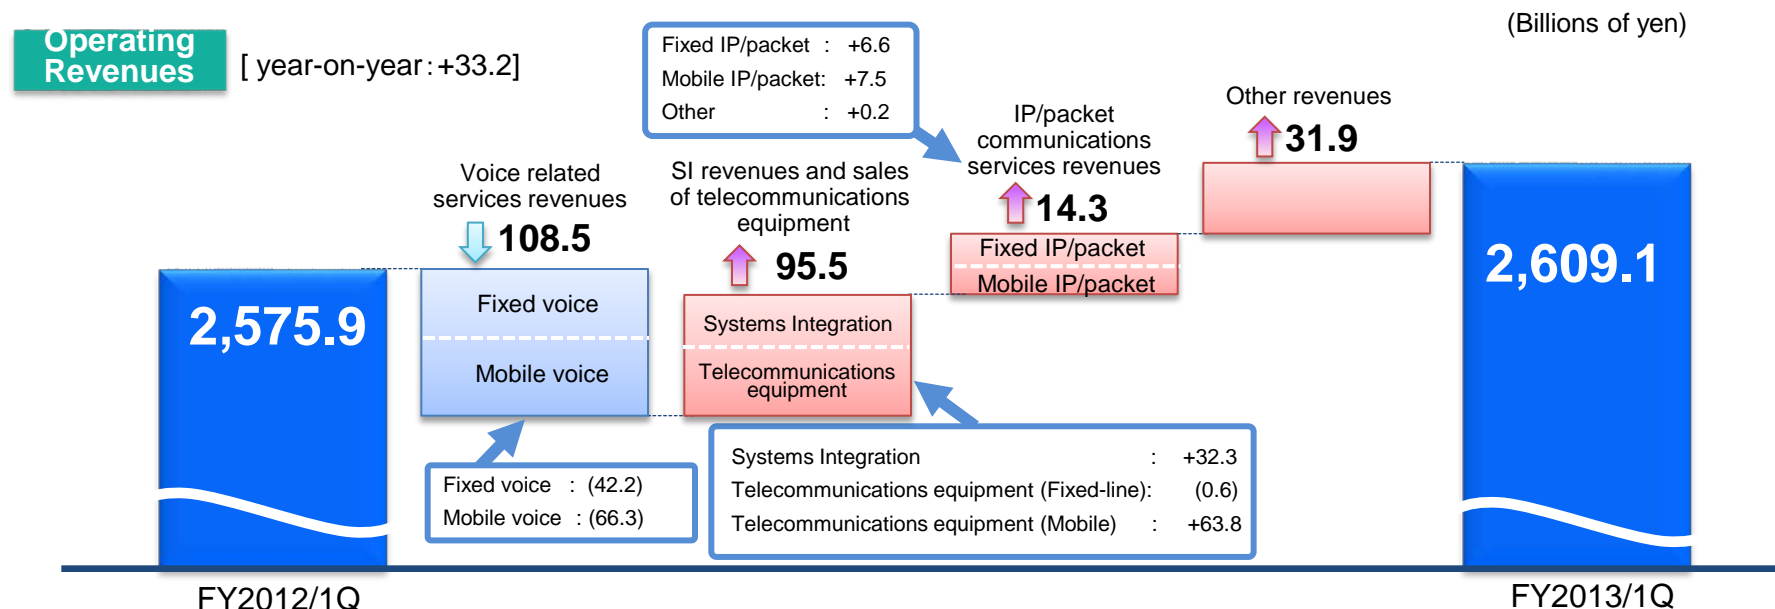 (Billions of yen)
Operating
Revenues
[ year-on-year:+33.2]
Fixed IP/packet : +6.6
Mobile IP/packet: +7.5
Other : +0.2
Voice related
services revenues
108.5
SI revenues and sales
of telecommunications
equipment
95.5
IP/packet
communications
services revenues
14.3
Other revenues
31.9
2,575.9
Fixed voice
Mobile voice
Systems Integration
Telecommunications
equipment
Fixed IP/packet
Mobile IP/packet
2,609.1
Fixed voice : (42.2)
Mobile voice : (66.3)
Systems Integration : +32.3
Telecommunications equipment (Fixed-line): (0.6)
Telecommunications equipment (Mobile) : +63.8
FY2012/1Q
FY2013/1Q